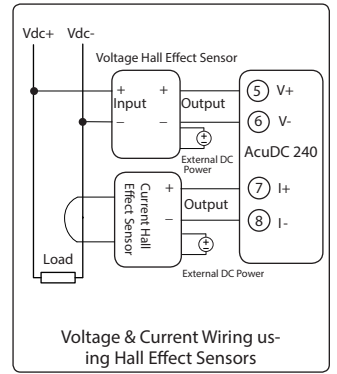 Vdc+ Vdc-
Voltage Hall Effect Sensor
+ + 5 V+
Input Output
− − 6 V-
External DC
Power
AcuDC 240
Current Hall
Effect Sensor
+ 7 I+
Output
− 8 I-
Load
External DC Power
Voltage & Current Wiring us-
ing Hall Effect Sensors